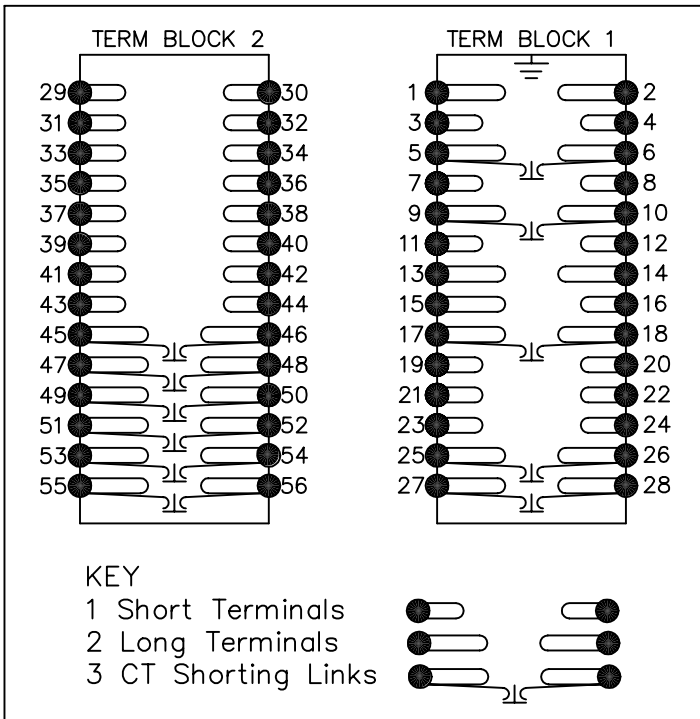 TERM BLOCK 2 TERM BLOCK 1
29 30 1 2
31 32 3 4
33 34 5 6
35 36 7 8
37 38 9 10
39 40 11 12
41 42 13 14
43 44 15 16
45 46 17 18
47 48 19 20
49 50 21 22
51 52 23 24
53 54 25 26
55 56 27 28
KEY
1 Short Terminals
2 Long Terminals
3 CT Shorting Links